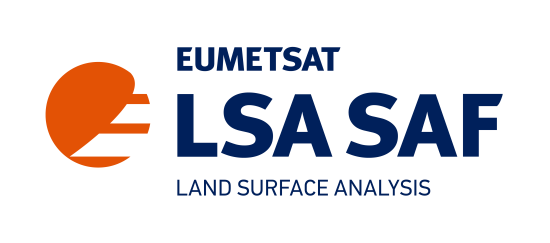 EUMETSAT
LSA SAF
LAND SURFACE ANALYSIS